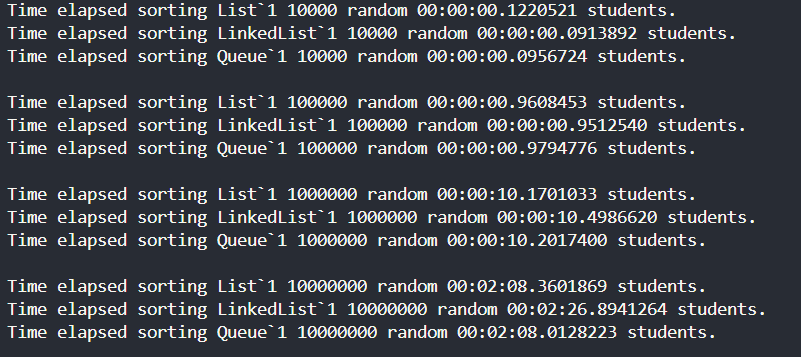 Time elapsed sorting List`1 10000 random 00:00:00.1220521 students.
Time elapsed sorting LinkedList`1 10000 random 00:00:00.0913892 students.
Time elapsed sorting Queue`1 10000 random 00:00:00.0956724 students.
Time elapsed sorting List`1 100000 random 00:00:00.9608453 students.
Time elapsed sorting LinkedList`1 100000 random 00:00:00.9512540 students.
Time elapsed sorting Queue`1 100000 random 00:00:00.9794776 students.
Time elapsed sorting List`1 1000000 random 00:00:10.1701033 students.
Time elapsed sorting LinkedList`1 1000000 random 00:00:10.4986620 students.
Time elapsed sorting Queue`1 1000000 random 00:00:10.2017400 students.
Time elapsed sorting List`1 10000000 random 00:02:08.3601869 students.
Time elapsed sorting LinkedList`1 10000000 random 00:02:26.8941264 students.
Time elapsed sorting Queue`1 10000000 random 00:02:08.0128223 students.